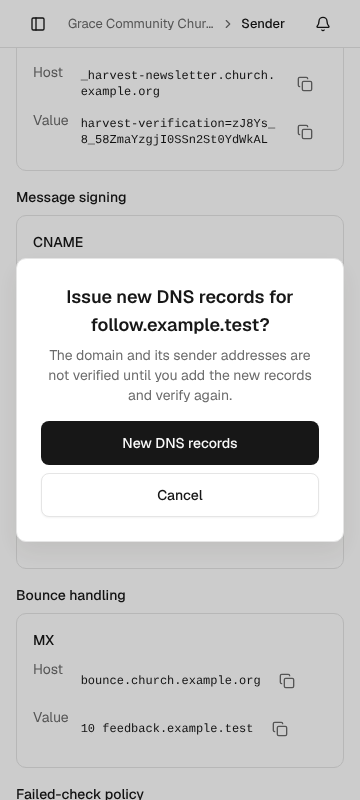 Grace Community Chur... > Sender
Host
_harvest-newsletter.church.
example.org
Value
harvest-verification=zJ8Ys_
8_58ZmaYzgjI0SSn2St0YdWkAL
Message signing
CNAME
Issue new DNS records for
follow.example.test?
The domain and its sender addresses are
not verified until you add the new records
and verify again.
New DNS records
Cancel
Bounce handling
MX
Host
bounce.church.example.org
Value
10 feedback.example.test
Failed-check policy